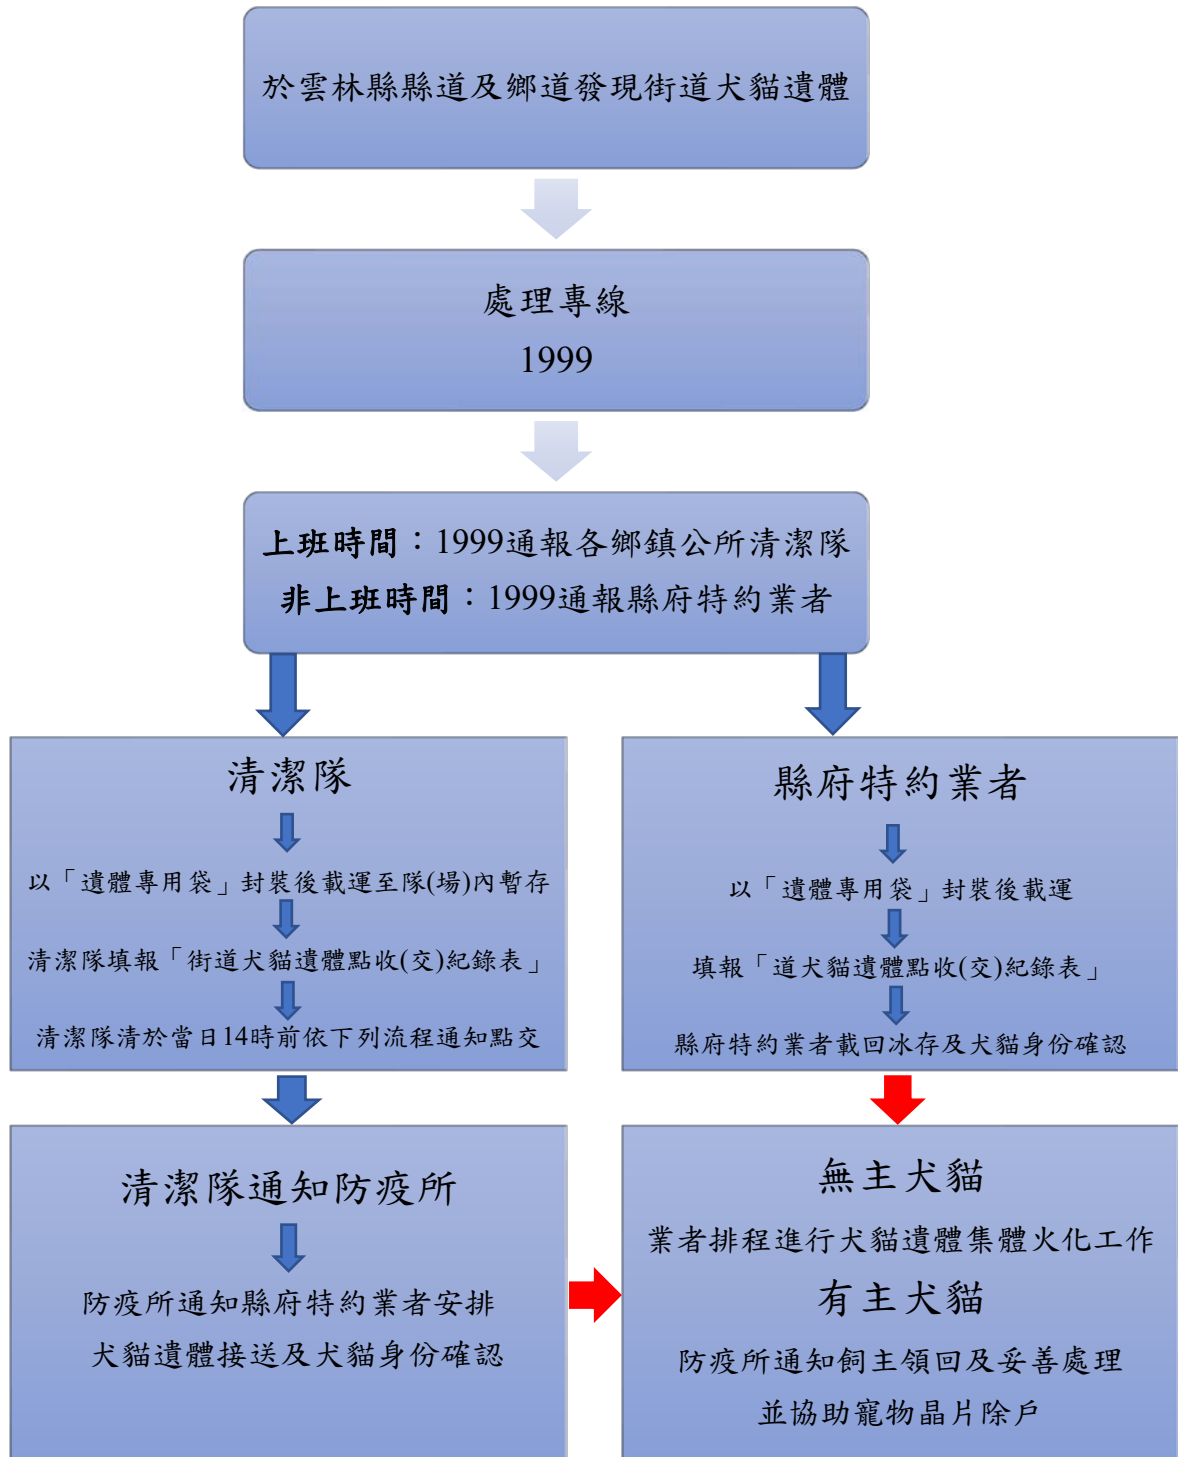 於雲林縣縣道及鄉道發現街道犬貓遺體
處理專線
1999
上班時間：1999通報各鄉鎮公所清潔隊
非上班時間：1999通報縣府特約業者
清潔隊
以「遺體專用袋」封裝後載運至隊(場)內暫存
清潔隊填報「街道犬貓遺體點收(交)紀錄表」
清潔隊清於當日14時前依下列流程通知點交
縣府特約業者
以「遺體專用袋」封裝後載運
填報「道犬貓遺體點收(交)紀錄表」
縣府特約業者載回冰存及犬貓身份確認
清潔隊通知防疫所
防疫所通知縣府特約業者安排
犬貓遺體接送及犬貓身份確認
無主犬貓
業者排程進行犬貓遺體集體火化工作
有主犬貓
防疫所通知飼主領回及妥善處理
並協助寵物晶片除戶